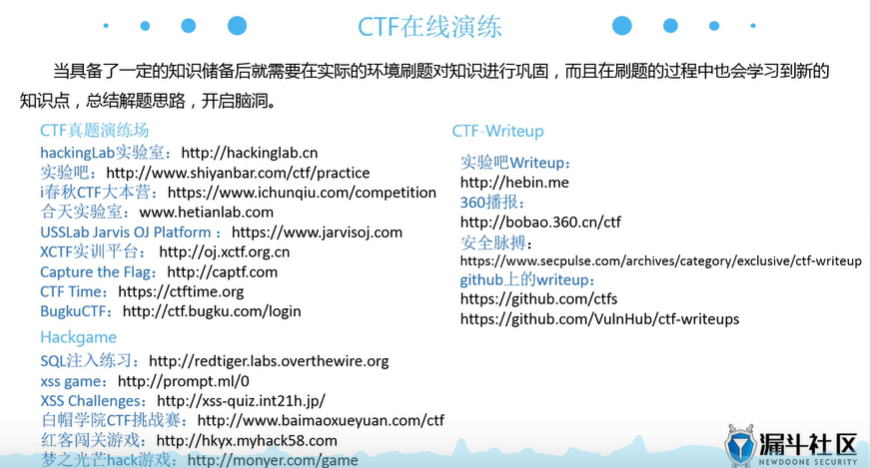 CTF在线演练
当具备了一定的知识储备后就需要在实际的环境刷题对知识进行巩固，而且在刷题的过程中也会学习到新的
知识点，总结解题思路，开启脑洞。
CTF真题演练场
hackingLab实验室：http://hackinglab.cn
实验吧：http://www.shiyanbar.com/ctf/practice
i春秋CTF大本营：https://www.ichunqiu.com/competition
合天实验室：www.hetianlab.com
USSLab Jarvis OJ Platform：https://www.jarvisoj.com
XCTF实训平台： http://oj.xctf.org.cn
Capture the Flag：http://captf.com
CTF Time：https://ctftime.org
BugkuCTF：http://ctf.bugku.com/login
Hackgame
SQL注入练习：http://redtiger.labs.overthewire.org
xss game：http://prompt.ml/0
XSS Challenges：http://xss-quiz.int21h.jp/
白帽学院CTF挑战赛：http://www.baimaoxueyuan.com/ctf
红客闯关游戏：http://hkyx.myhack58.com
梦之光芒hack游戏：http://monyer.com/game
CTF-Writeup
实验吧Writeup：
http://hebin.me
360播报：
http://bobao.360.cn/ctf
安全脉搏：
https://www.secpulse.com/archives/category/exclusive/ctf-writeup
github上的writeup：
https://github.com/ctfs
https://github.com/VulnHub/ctf-writeups
漏斗社区
NEWDOONE SECURITY